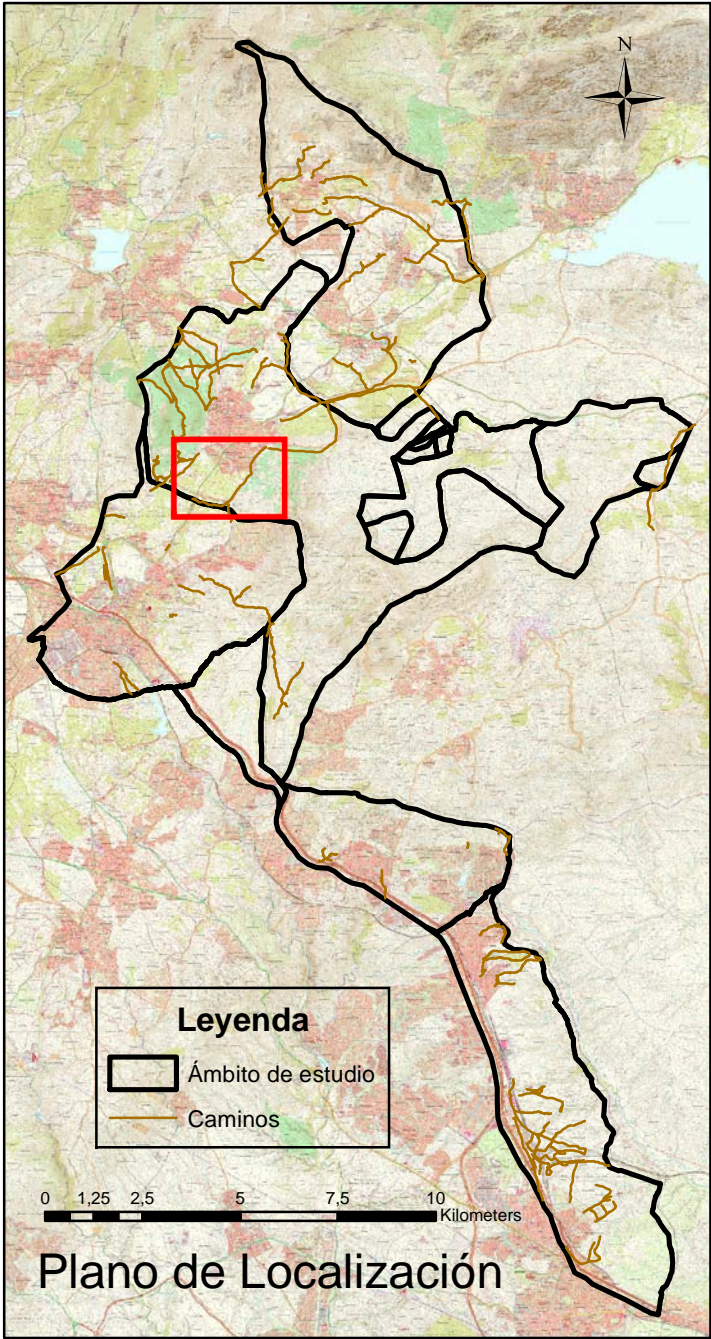 N
Leyenda
Ámbito de estudio
Caminos
0 1,25 2,5 5 7,5 10
Kilometers
Plano de Localización